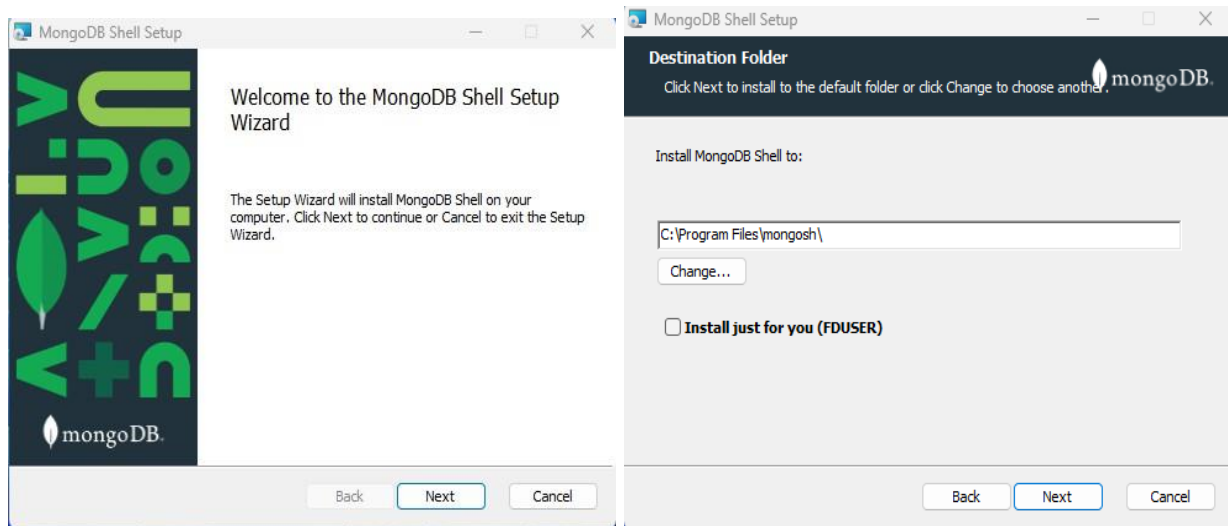 MongoDB Shell Setup
Welcome to the MongoDB Shell Setup
Wizard
The Setup Wizard will install MongoDB Shell on your
computer. Click Next to continue or Cancel to exit the Setup
Wizard.
mongoDB.
Back Next Cancel
MongoDB Shell Setup
Destination Folder
Click Next to install to the default folder or click Change to choose another.
mongoDB.
Install MongoDB Shell to:
C:\Program Files\mongosh\
Change...
Install just for you (FDUSER)
Back Next Cancel